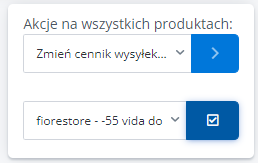 Akcje na wszystkich produktach:
Zmień cennik wysyłek...
fiorestore - -55 vida do